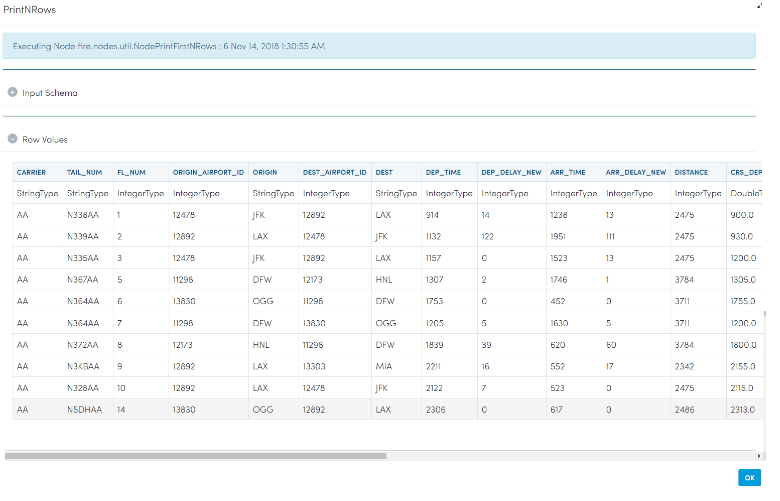 PrintNRows
Executing Node fire.nodes.util.NodePrintFirstNRows : 6 Nov 14, 2018 1:30:55 AM
Input Schema
Row Values
CARRIER TAIL_NUM FL_NUM ORIGIN_AIRPORT_ID ORIGIN DEST_AIRPORT_ID DEST DEP_TIME DEP_DELAY_NEW ARR_TIME ARR_DELAY_NEW DISTANCE CRS_DEP
StringType StringType IntegerType IntegerType StringType IntegerType StringType IntegerType IntegerType IntegerType IntegerType IntegerType DoubleT
AA N338AA 1 12478 JFK 12892 LAX 914 14 1238 13 2475 900.0
AA N339AA 2 12892 LAX 12478 JFK 1132 122 1951 111 2475 930.0
AA N335AA 3 12478 JFK 12892 LAX 1157 0 1523 13 2475 1200.0
AA N367AA 5 11298 DFW 12173 HNL 1307 2 1746 1 3784 1305.0
AA N364AA 6 13830 OGG 11298 DFW 1753 0 452 0 3711 1755.0
AA N364AA 7 11298 DFW 13830 OGG 1205 5 1630 5 3711 1200.0
AA N372AA 8 12173 HNL 11298 DFW 1839 39 620 60 3784 1800.0
AA N3KBAA 9 12892 LAX 13303 MIA 2211 16 552 17 2342 2155.0
AA N328AA 10 12892 LAX 12478 JFK 2122 7 523 0 2475 2115.0
AA N5DHAA 14 13830 OGG 12892 LAX 2306 0 617 0 2486 2313.0
OK